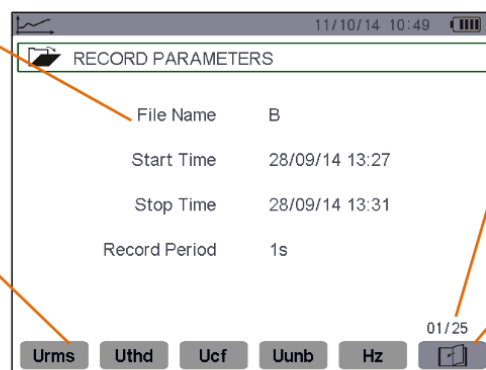 11/10/14 10:49
RECORD PARAMETERS
File Name B
Start Time 28/09/14 13:27
Stop Time 28/09/14 13:31
Record Period 1s
01/25
Urms Uthd Ucf Uunb Hz